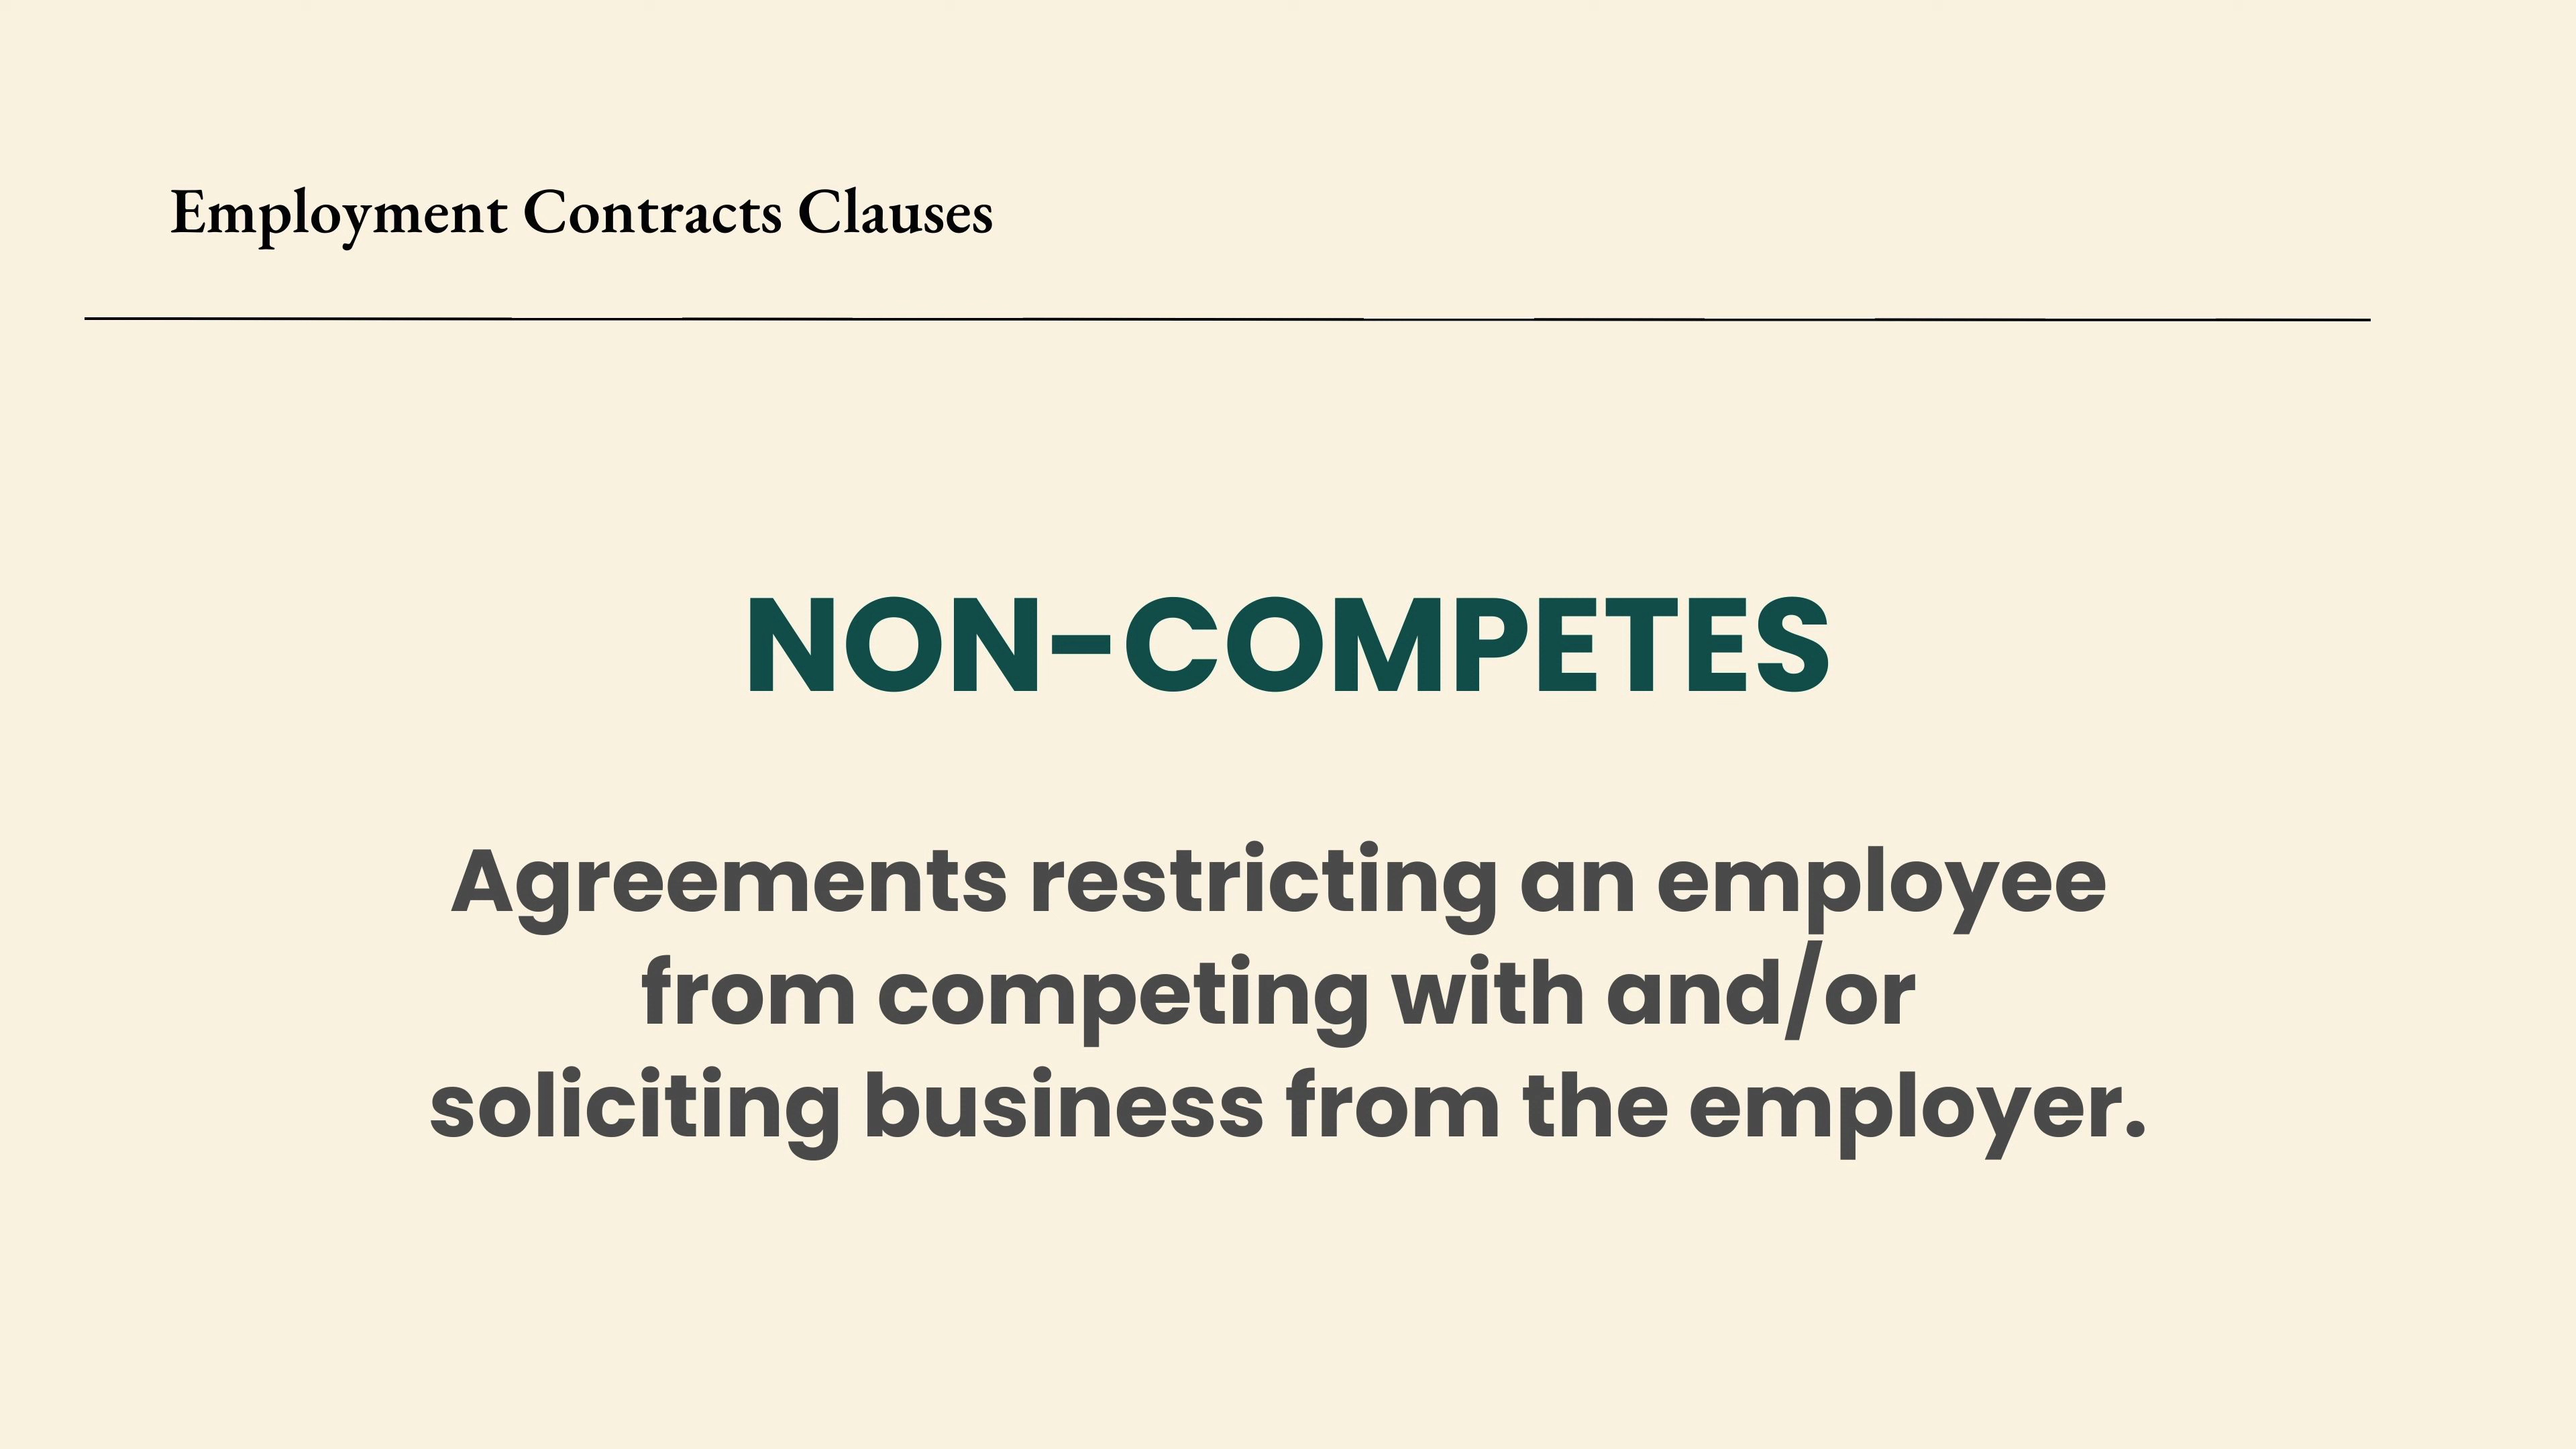 Employment Contracts Clauses
NON-COMPETES
Agreements restricting an employee
from competing with and/or
soliciting business from the employer.